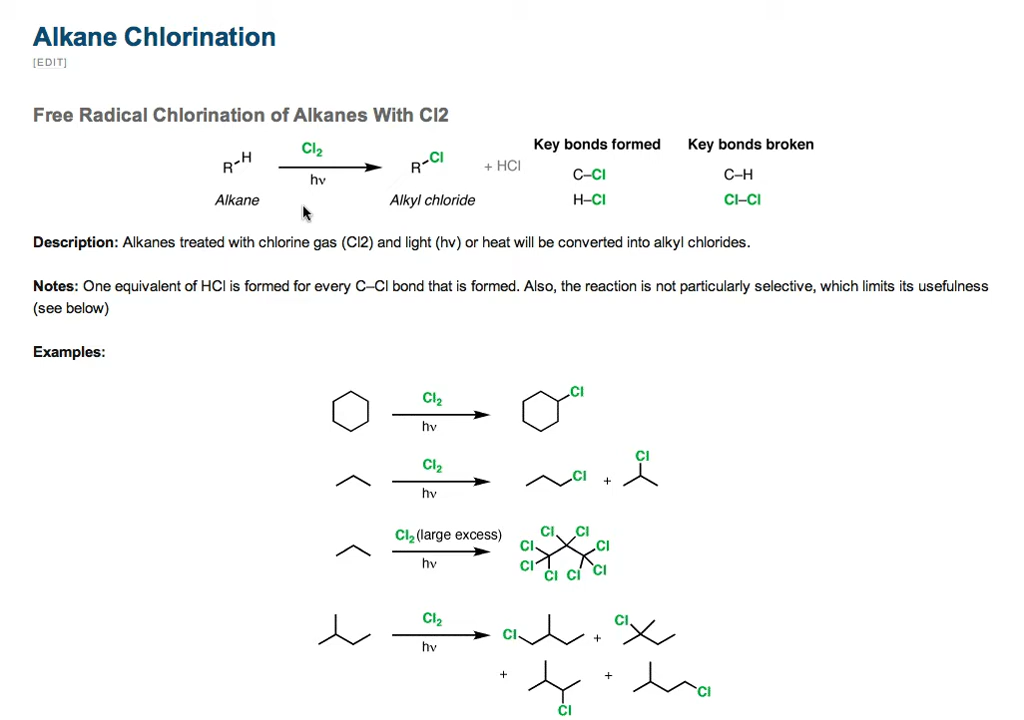 Alkane Chlorination
[EDIT]
Free Radical Chlorination of Alkanes With Cl2
R H Cl₂ hν R Cl + HCl
Key bonds formed Key bonds broken
C–Cl C–H
H–Cl Cl–Cl
Alkane Alkyl chloride
Description: Alkanes treated with chlorine gas (Cl2) and light (hv) or heat will be converted into alkyl chlorides.
Notes: One equivalent of HCl is formed for every C–Cl bond that is formed. Also, the reaction is not particularly selective, which limits its usefulness
(see below)
Examples:
Cl₂ Cl
hν
Cl₂ Cl + Cl
hν
Cl₂ (large excess) Cl Cl
Cl Cl
hν Cl Cl Cl Cl
Cl₂ Cl + Cl
hν
+ Cl + Cl